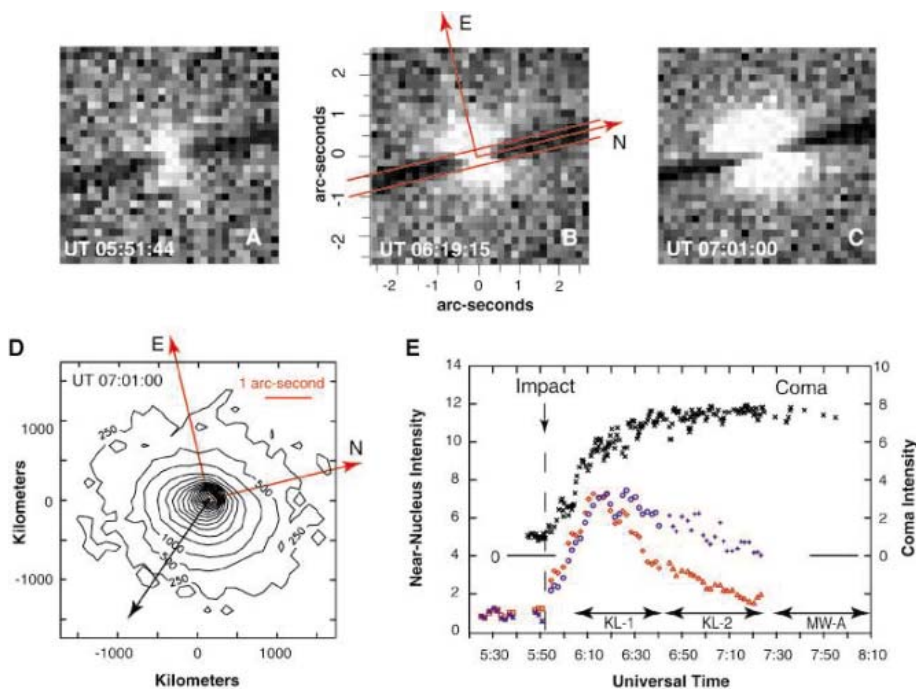 E
2
1
0
-1
-2
arc-seconds
N
UT 05:51:44
A
UT 06:19:15
B
UT 07:01:00
C
-2 -1 0 1 2
arc-seconds
D
UT 07:01:00
E
1 arc-second
N
1000
0
-1000
Kilometers
250
250
500
1000
500
250
250
-1000 0 1000
Kilometers
E
14
12
10
8
6
4
2
0
Near-Nucleus Intensity
Impact
Coma
10
8
6
4
2
0
Coma Intensity
0
KL-1
KL-2
MW-A
5:30 5:50 6:10 6:30 6:50 7:10 7:30 7:50 8:10
Universal Time